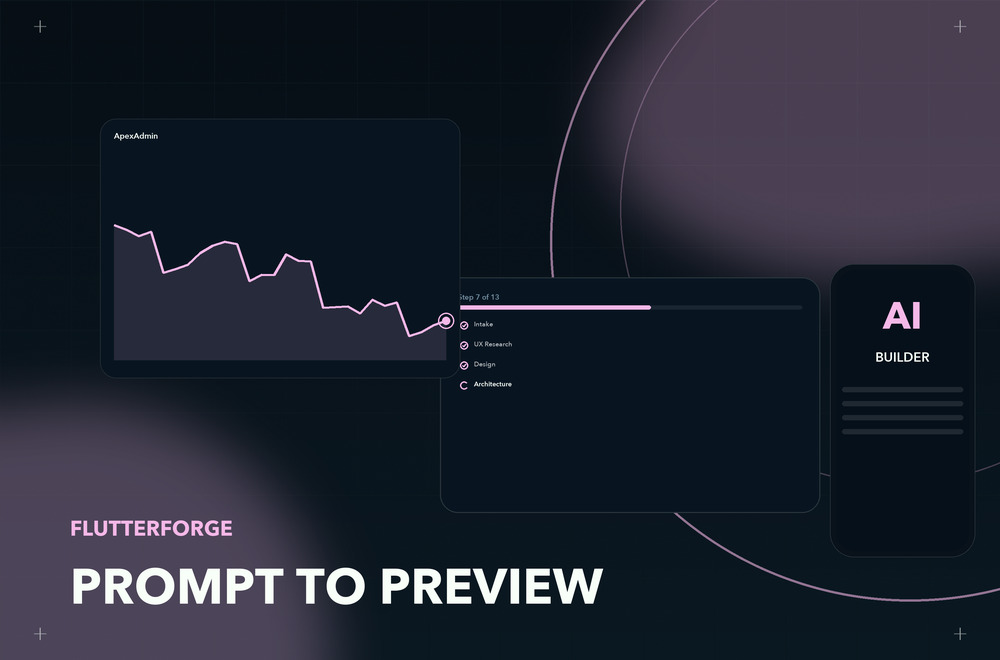 ApexAdmin
Step 7 of 13
Intake
UX Research
Design
Architecture
AI
BUILDER
FLUTTERFORGE
PROMPT TO PREVIEW